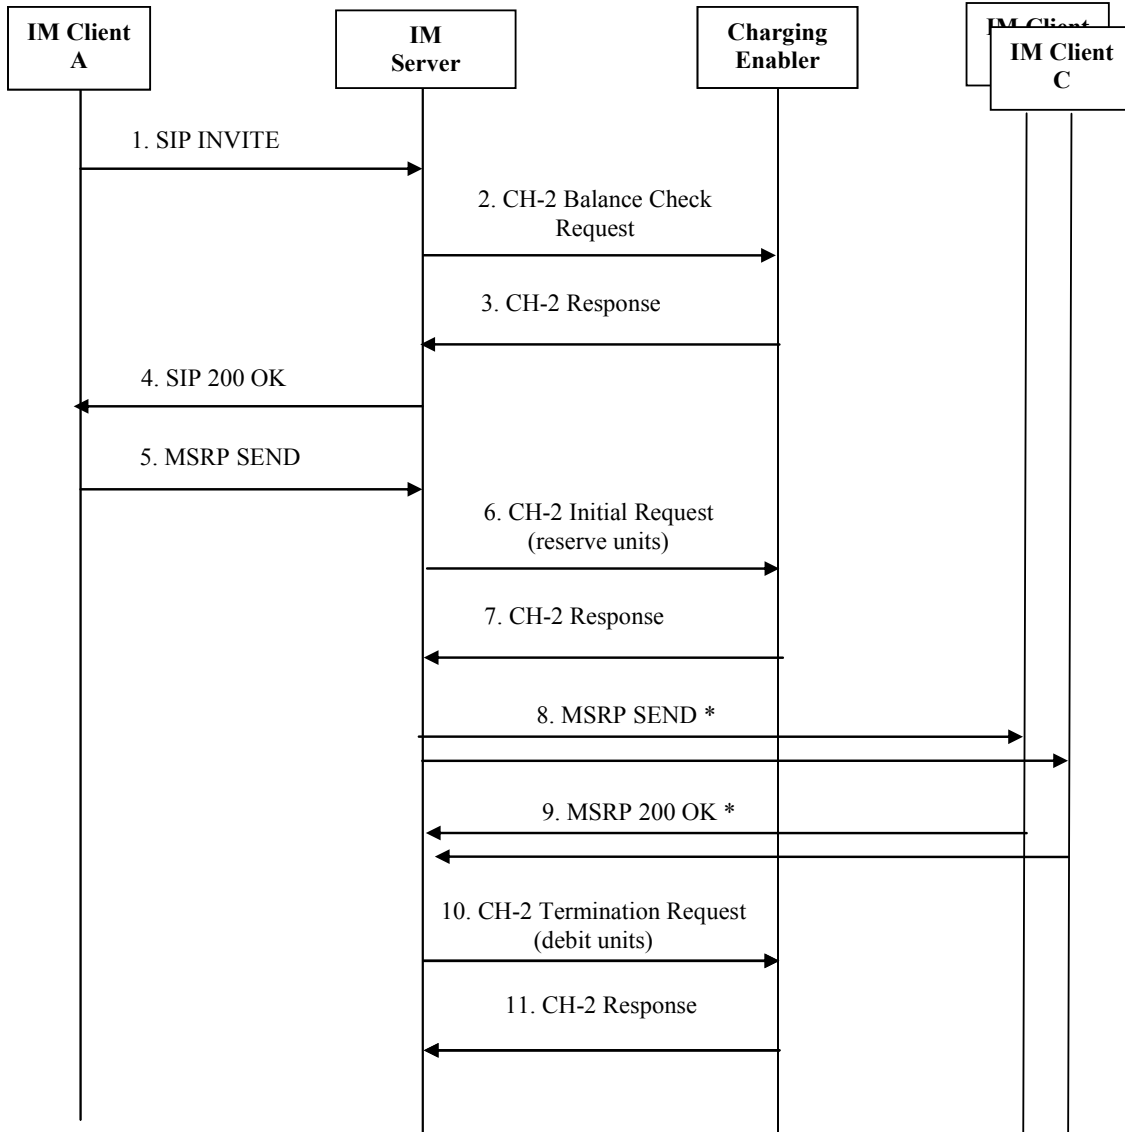 IM Client
A
IM
Server
Charging
Enabler
IM Client
IM Client
C
1. SIP INVITE
2. CH-2 Balance Check
Request
3. CH-2 Response
4. SIP 200 OK
5. MSRP SEND
6. CH-2 Initial Request
(reserve units)
7. CH-2 Response
8. MSRP SEND *
9. MSRP 200 OK *
10. CH-2 Termination Request
(debit units)
11. CH-2 Response